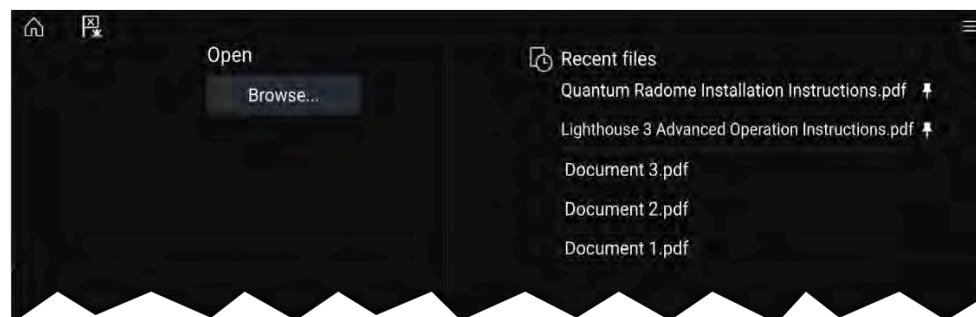 Open
Browse...
Recent files
Quantum Radome Installation Instructions.pdf
Lighthouse 3 Advanced Operation Instructions.pdf
Document 3.pdf
Document 2.pdf
Document 1.pdf